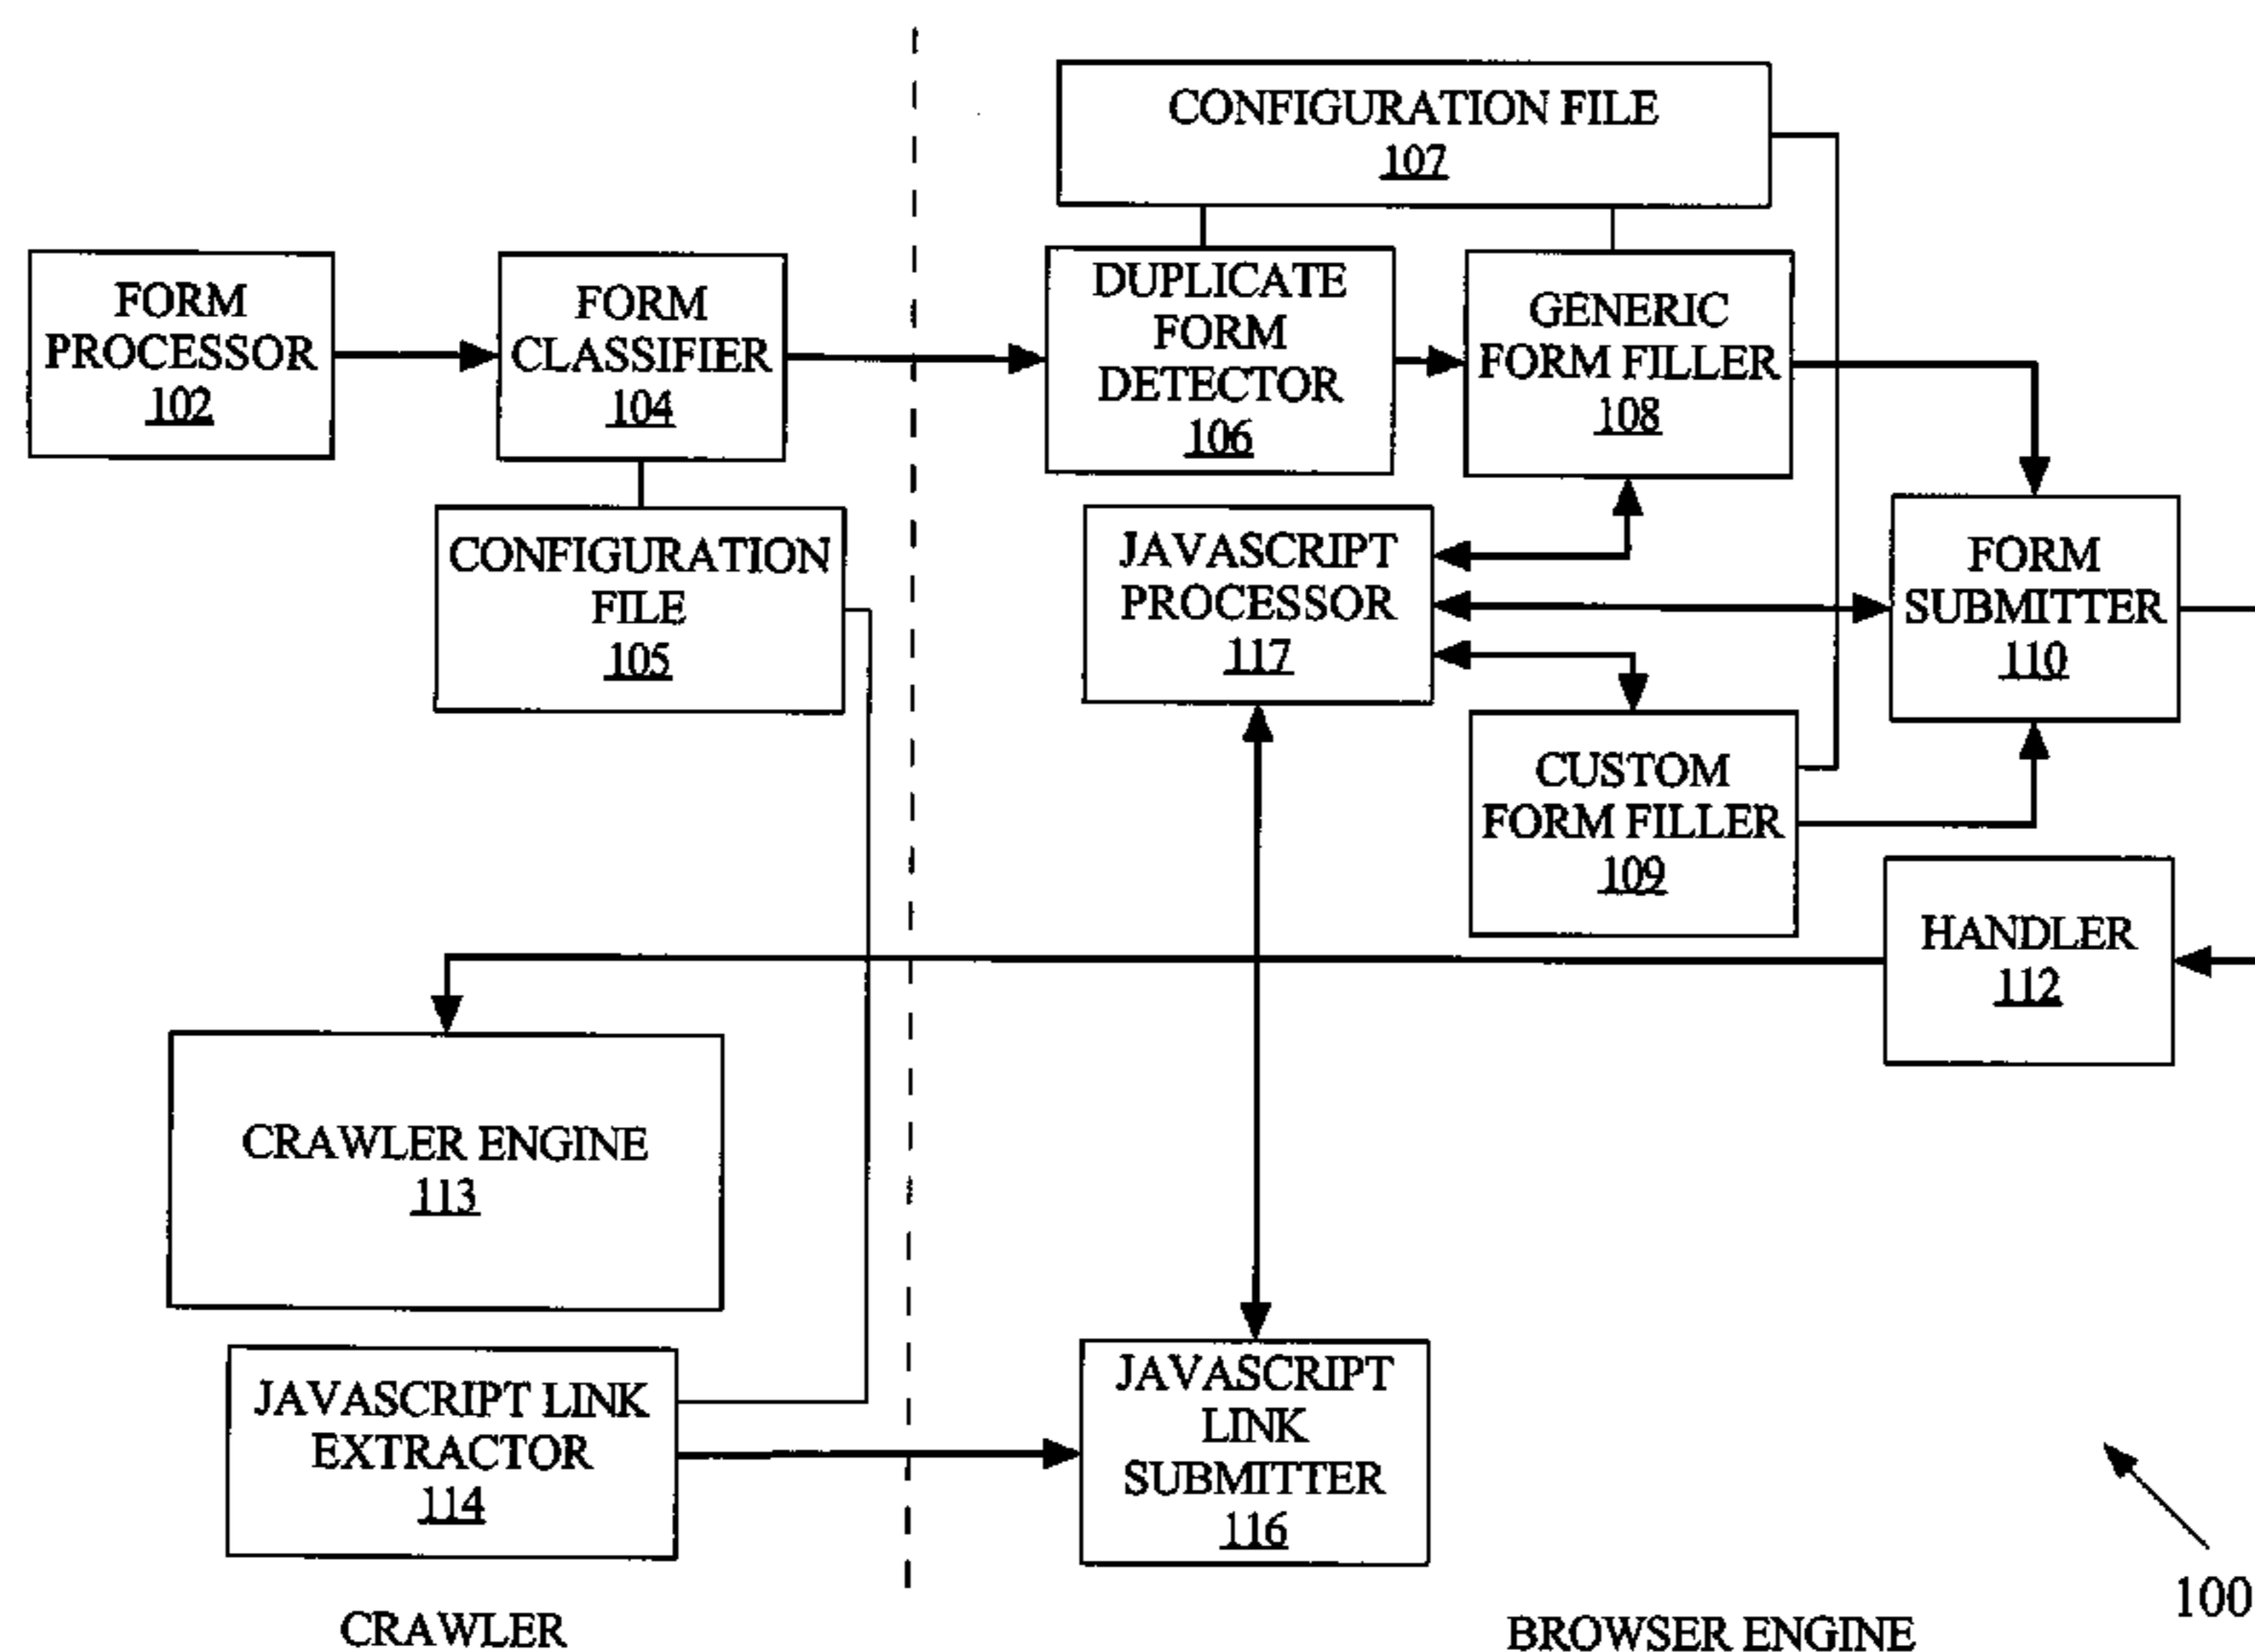 CONFIGURATION FILE
107
FORM
PROCESSOR
102
FORM
CLASSIFIER
104
DUPLICATE
FORM
DETECTOR
106
GENERIC
FORM FILLER
108
CONFIGURATION
FILE
105
JAVASCRIPT
PROCESSOR
117
FORM
SUBMITTER
110
CUSTOM
FORM FILLER
109
HANDLER
112
CRAWLER ENGINE
113
JAVASCRIPT LINK
EXTRACTOR
114
JAVASCRIPT
LINK
SUBMITTER
116
100
CRAWLER
BROWSER ENGINE